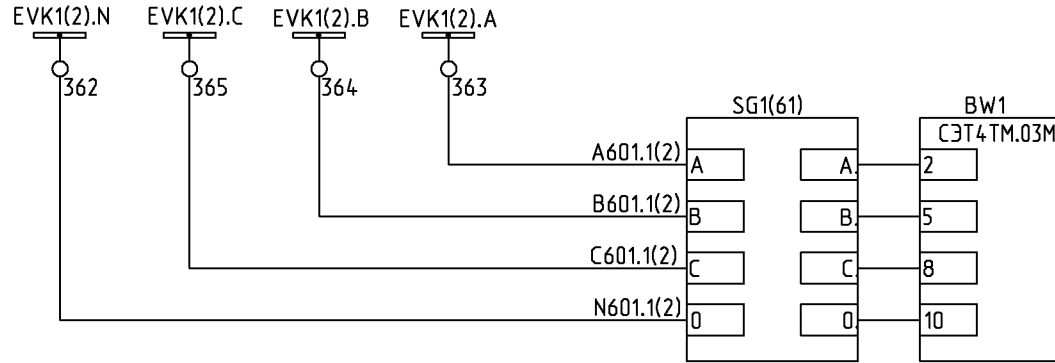 EVK1(2).N EVK1(2).C EVK1(2).B EVK1(2).A
362 365 364 363
SG1(61) BW1
СЭТ4ТМ.03М
A601.1(2) A A. 2
B601.1(2) B B. 5
C601.1(2) C C. 8
N601.1(2) 0 0. 10